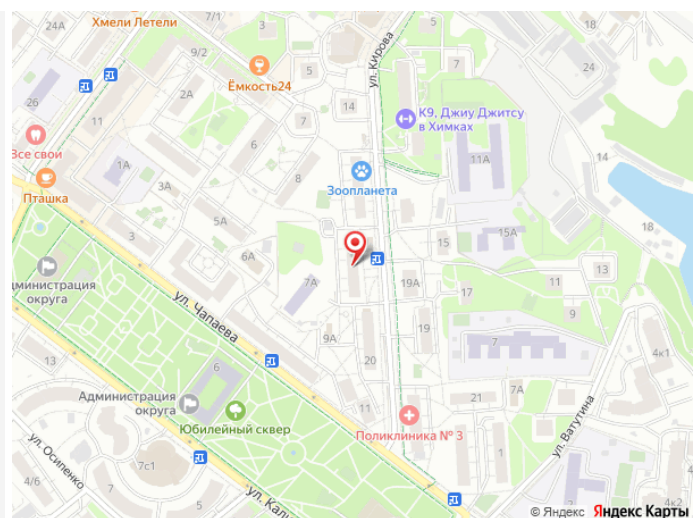 Хмели Летели
7/1
3
9/2
5
Ёмкость24
ул. Кирова
24
26
2А
14
7
К9, Джиу Джитсу
в Химках
11
Все свои
1А
8
11А
14
Пташка
3А
Зоопланета
3
5А
18
18
15
15А
6А
Администрация
округа
7А
19А
17
11
13
9
ул. Чапаева
9А
19
7
4к1
13
6
20
Администрация
округа
21
7А
Юбилейный сквер
11
Поликлиника № 3
ул. Ватутина
ул. Осипенко
7с1
5
4/6
7
ул. Кали
4к1
© Яндекс Яндекс Карты